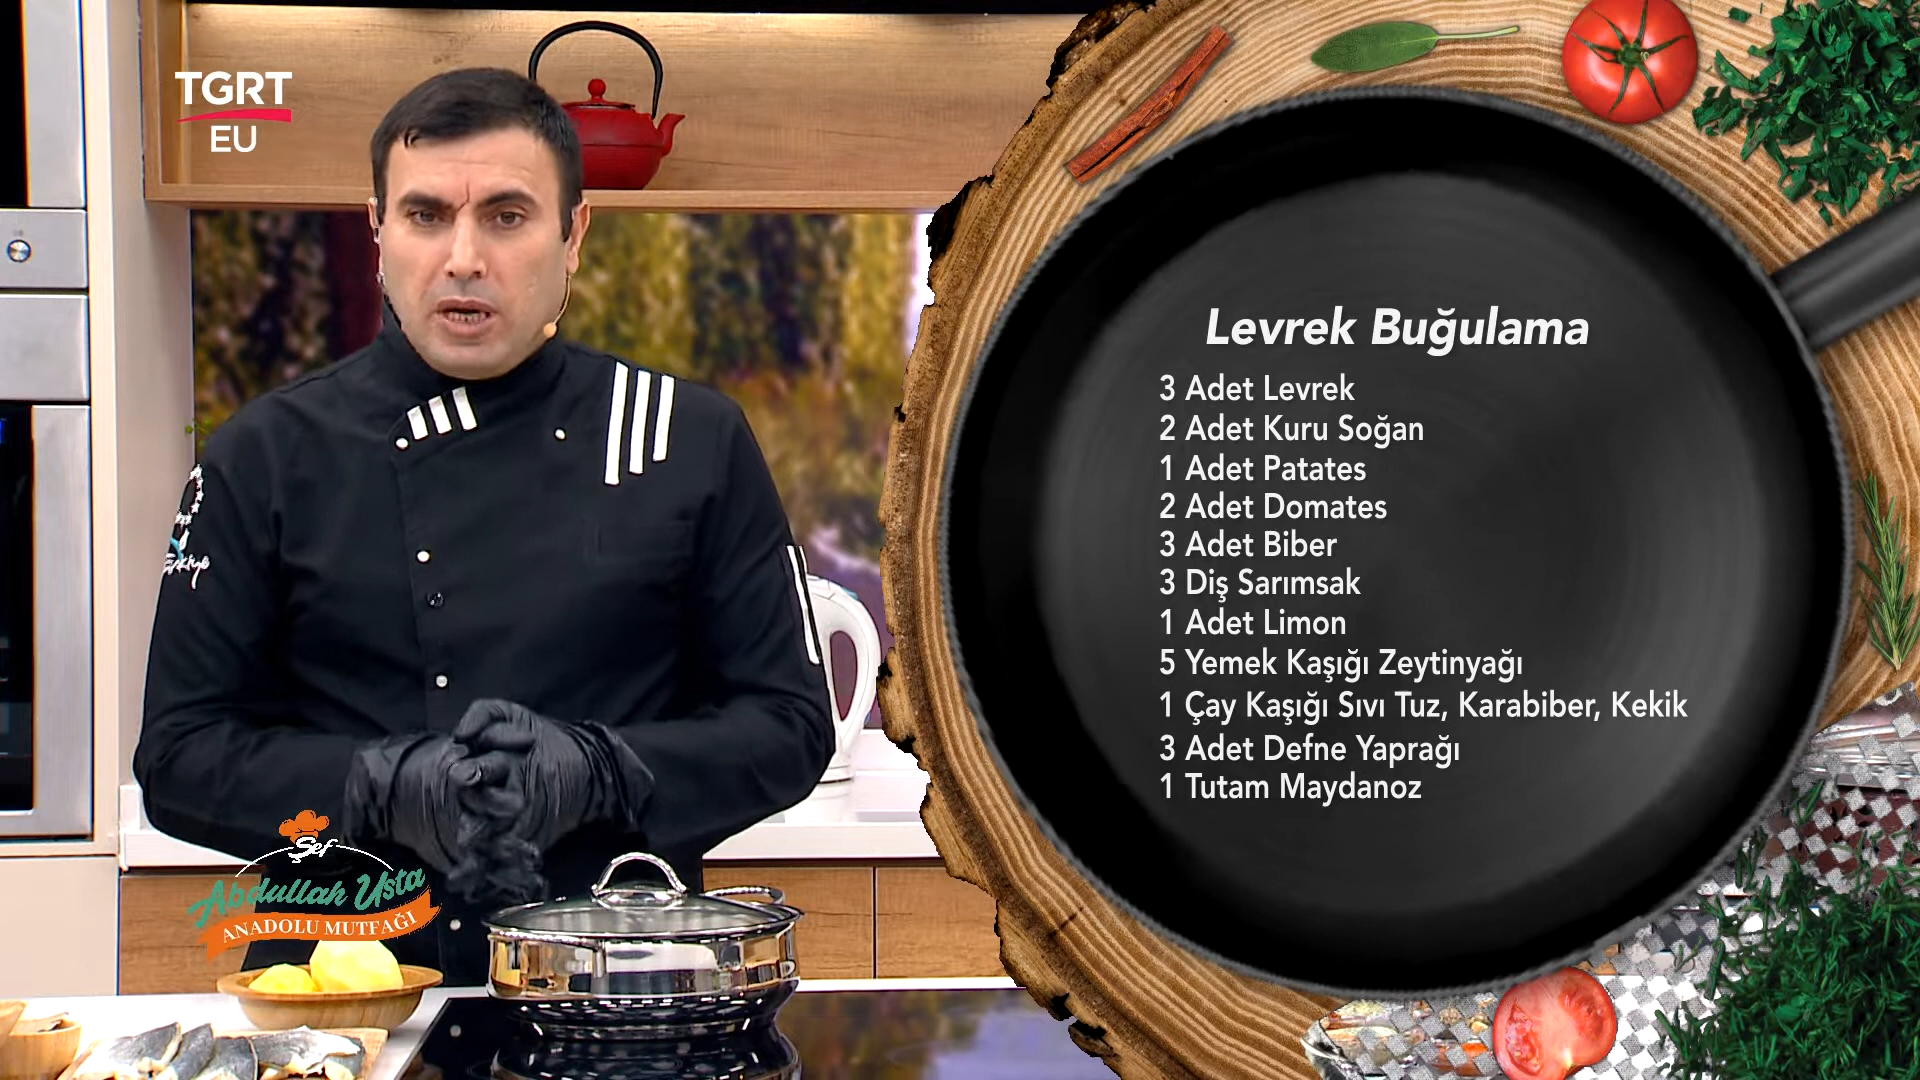 TGRT
EU
Levrek Buğulama
3 Adet Levrek
2 Adet Kuru Soğan
1 Adet Patates
2 Adet Domates
3 Adet Biber
3 Diş Sarımsak
1 Adet Limon
5 Yemek Kaşığı Zeytinyağı
1 Çay Kaşığı Sıvı Tuz, Karabiber, Kekik
3 Adet Defne Yaprağı
1 Tutam Maydanoz
Şef
Abdullah Usta
ANADOLU MUTFAĞI